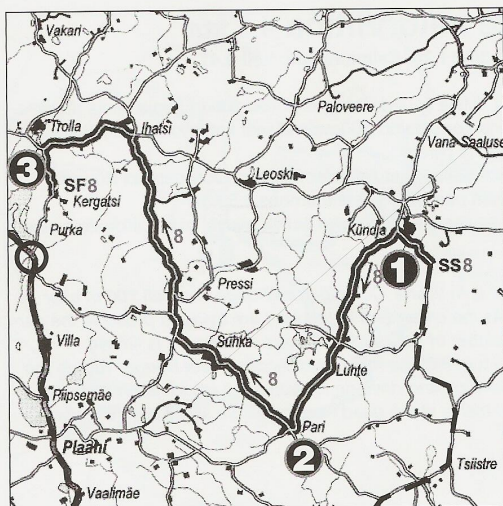 Vakari
Paloveere
Trolla
Ihatsi
Vana-Saaluse
3
SF8
Leoski
Kergatsi
Purka
8
Kündja
1
SS8
8
Pressi
Villa
Suhka
Luhte
Piipsemäe
8
Pari
Plaani
2
Tsiistre
Vaalimäe